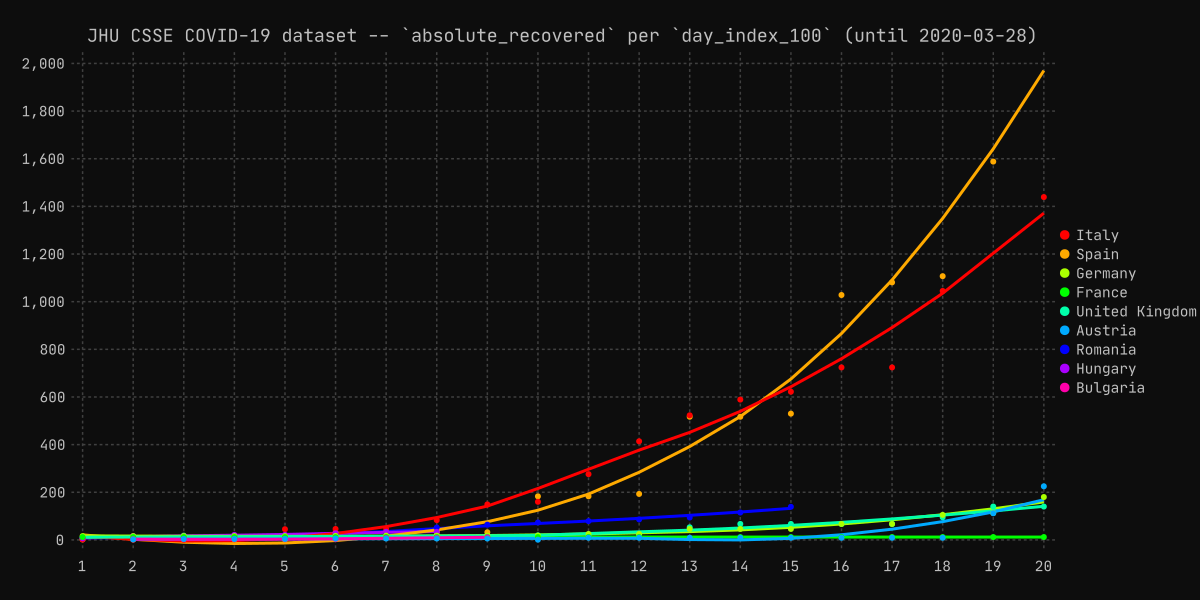 JHU CSSE COVID-19 dataset -- `absolute_recovered` per `day_index_100` (until 2020-03-28)
2,000
1,800
1,600
1,400
1,200
1,000
800
600
400
200
0
1 2 3 4 5 6 7 8 9 10 11 12 13 14 15 16 17 18 19 20
Italy
Spain
Germany
France
United Kingdom
Austria
Romania
Hungary
Bulgaria